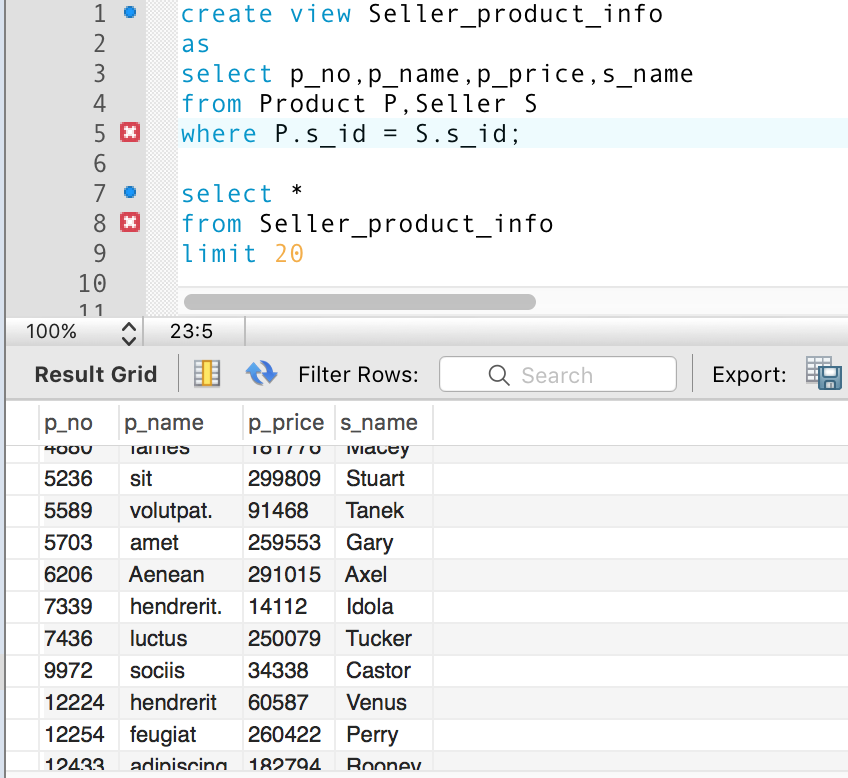 1 create view Seller_product_info
2 as
3 select p_no,p_name,p_price,s_name
4 from Product P,Seller S
5 where P.s_id = S.s_id;
6
7 select *
8 from Seller_product_info
9 limit 20
10
11
100% 23:5
Result Grid Filter Rows: Search Export:
p_no p_name p_price s_name
4880 fames 181776 Macey
5236 sit 299809 Stuart
5589 volutpat. 91468 Tanek
5703 amet 259553 Gary
6206 Aenean 291015 Axel
7339 hendrerit. 14112 Idola
7436 luctus 250079 Tucker
9972 sociis 34338 Castor
12224 hendrerit 60587 Venus
12254 feugiat 260422 Perry
12433 adipiscing 182794 Rooney